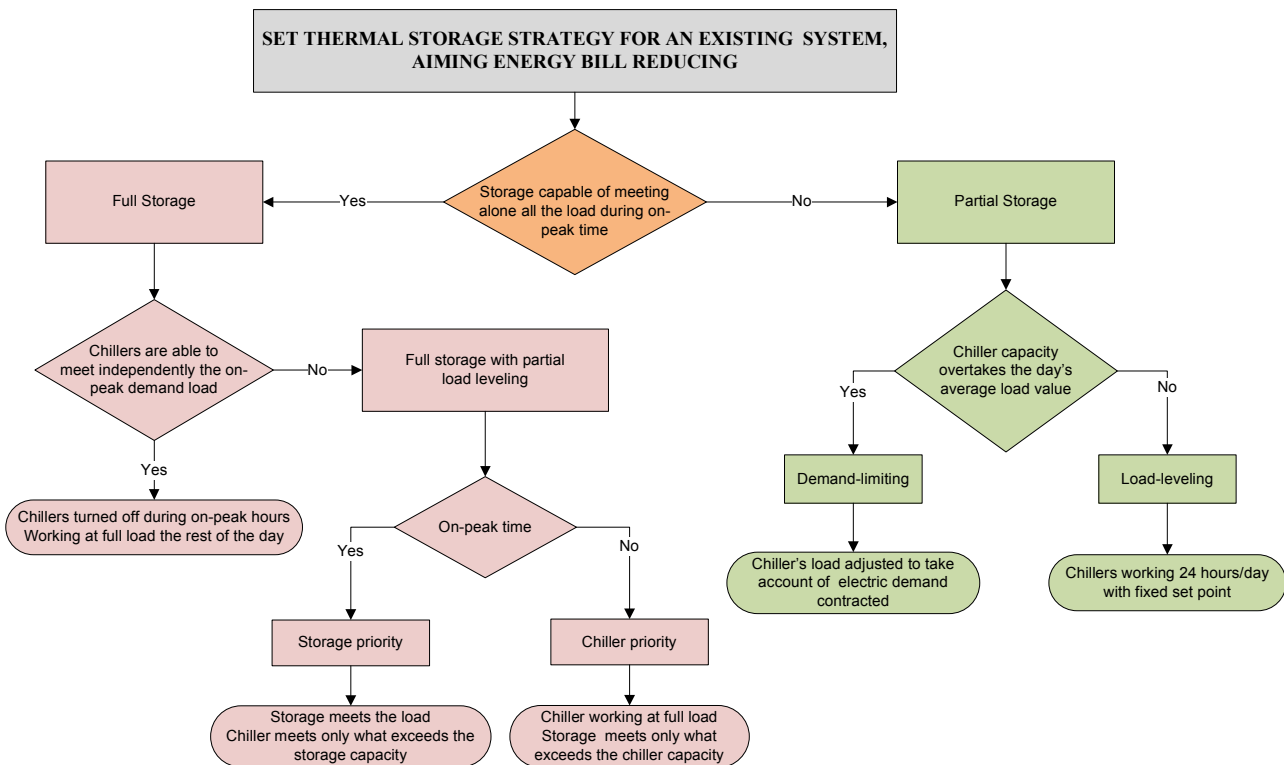 SET THERMAL STORAGE STRATEGY FOR AN EXISTING SYSTEM,
AIMING ENERGY BILL REDUCING
Full Storage
Yes
Storage capable of meeting
alone all the load during on-
peak time
No
Partial Storage
Chillers are able to
meet independently the on-
peak demand load
No
Full storage with partial
load leveling
Chiller capacity
overtakes the day's
average load value
Yes
No
Yes
Demand-limiting
Load-leveling
Chillers turned off during on-peak hours
Working at full load the rest of the day
On-peak time
Yes
No
Chiller's load adjusted to take
account of electric demand
contracted
Chillers working 24 hours/day
with fixed set point
Storage priority
Chiller priority
Storage meets the load
Chiller meets only what exceeds the
storage capacity
Chiller working at full load
Storage meets only what
exceeds the chiller capacity